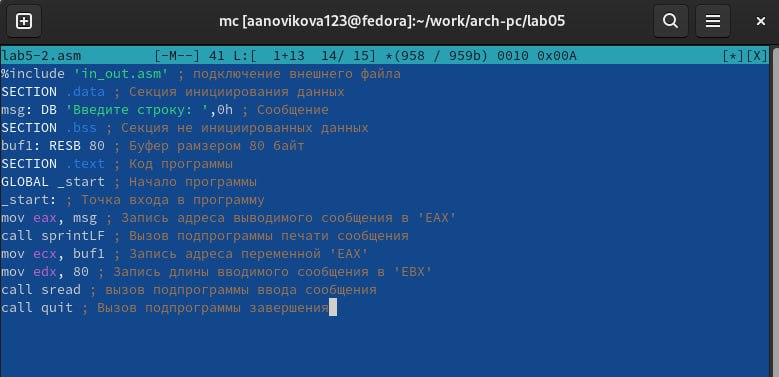 mc [aanovikova123@fedora]:~/work/arch-pc/lab05
lab5-2.asm [-M--] 41 L:[ 1+13 14/ 15] *(958 / 959b) 0010 0x00A [*][X]
%include 'in_out.asm' ; подключение внешнего файла
SECTION .data ; Секция инициирования данных
msg: DB 'Введите строку: ',0h ; Сообщение
SECTION .bss ; Секция не инициированных данных
buf1: RESB 80 ; Буфер рамзером 80 байт
SECTION .text ; Код программы
GLOBAL _start ; Начало программы
_start: ; Точка входа в программу
mov eax, msg ; Запись адреса выводимого сообщения в 'EAX'
call sprintLF ; Вызов подпрограммы печати сообщения
mov ecx, buf1 ; Запись адреса переменной 'EAX'
mov edx, 80 ; Запись длины вводимого сообщения в 'EBX'
call sread ; вызов подпрограммы ввода сообщения
call quit ; Вызов подпрограммы завершения